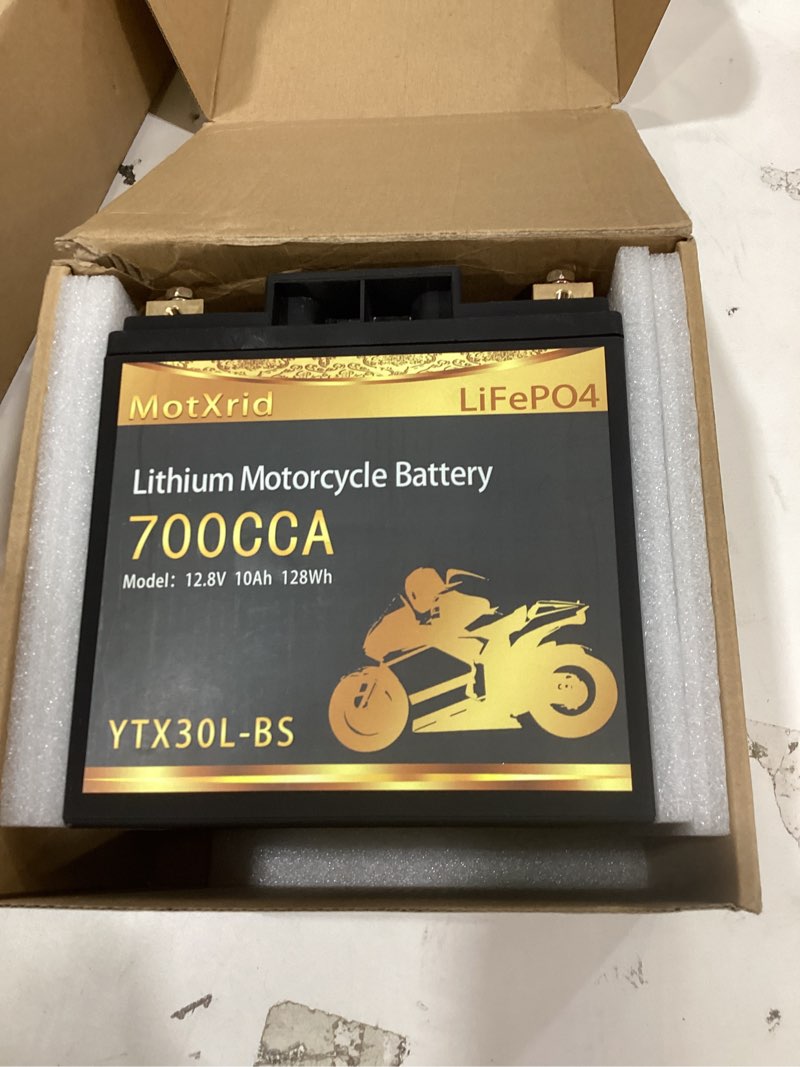 MotXrid
LiFePO4
Lithium Motorcycle Battery
700CCA
Model: 12.8V 10Ah 128Wh
YTX30L-BS